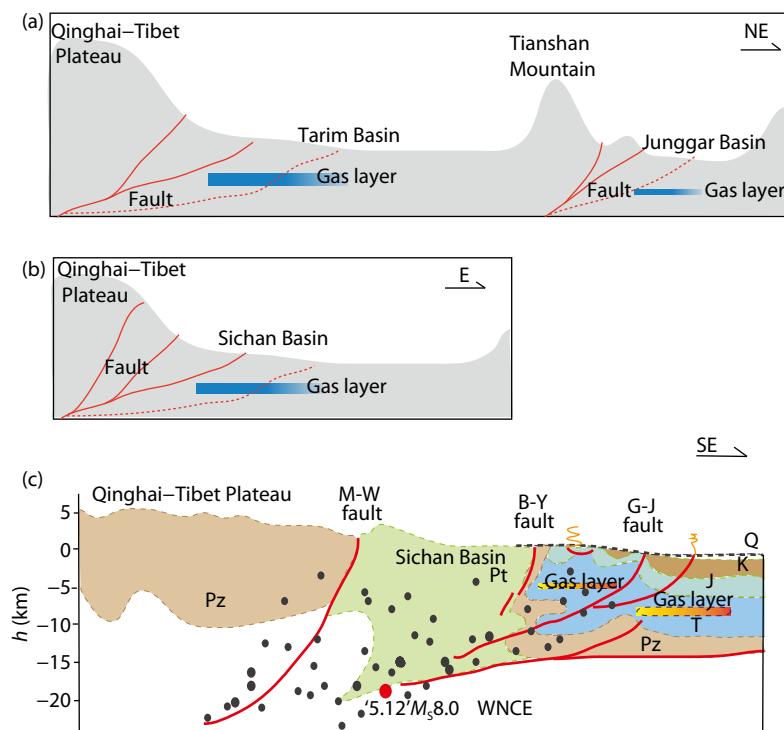 (a)
Qinghai–Tibet
Plateau
Tianshan
Mountain
NE
Tarim Basin
Junggar Basin
Gas layer
Fault
Fault
Gas layer
(b)
Qinghai–Tibet
Plateau
E
Sichan Basin
Fault
Gas layer
SE
(c)
Qinghai–Tibet Plateau
M-W
fault
B-Y
fault
G-J
fault
5
0
−5
−10
−15
−20
h (km)
Q
K
Sichan Basin
Pt
J
Gas layer
Gas layer
Pz
T
Pz
‘5.12’MS8.0 WNCE